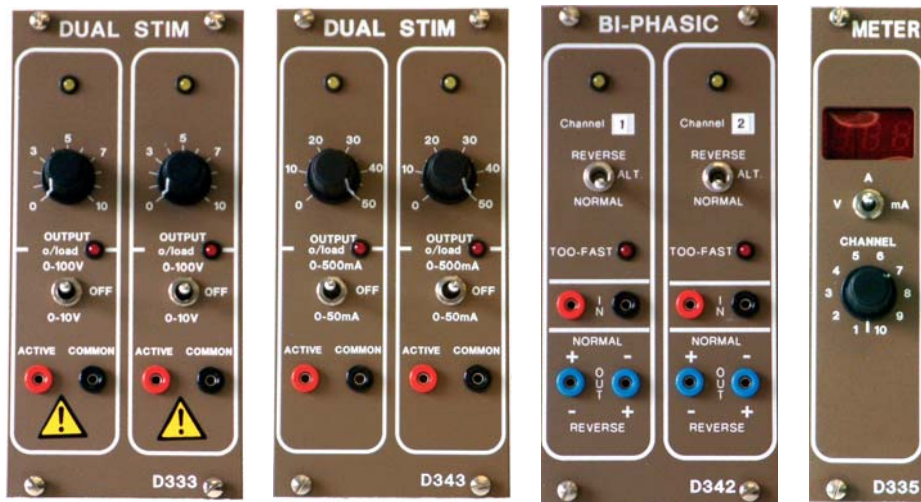 DUAL STIM
5
3 7
0 10
OUTPUT
o/load
0-100V
OFF
0-10V
ACTIVE COMMON
5
3 7
0 10
OUTPUT
o/load
0-100V
OFF
0-10V
ACTIVE COMMON
D333
DUAL STIM
20 30
10 40
0 50
OUTPUT
o/load
0-500mA
OFF
0-50mA
ACTIVE COMMON
20 30
10 40
0 50
OUTPUT
o/load
0-500mA
OFF
0-50mA
ACTIVE COMMON
D343
BI-PHASIC
Channel 1
REVERSE
ALT.
NORMAL
TOO-FAST
IN
NORMAL
+ -
OUT
- +
REVERSE
Channel 2
REVERSE
ALT.
NORMAL
TOO-FAST
IN
NORMAL
+ -
OUT
- +
REVERSE
D342
METER
A
V mA
CHANNEL
5 6
4 7
3 8
2 9
1 10
D335